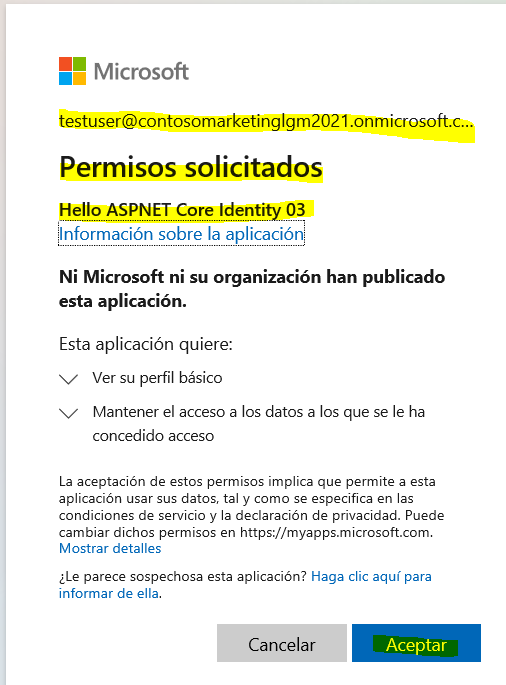 Microsoft
testuser@contosomarketinglgm2021.onmicrosoft.c...
Permisos solicitados
Hello ASPNET Core Identity 03
Información sobre la aplicación
Ni Microsoft ni su organización han publicado
esta aplicación.
Esta aplicación quiere:
Ver su perfil básico
Mantener el acceso a los datos a los que se le ha
concedido acceso
La aceptación de estos permisos implica que permite a esta
aplicación usar sus datos, tal y como se especifica en las
condiciones de servicio y la declaración de privacidad. Puede
cambiar dichos permisos en https://myapps.microsoft.com.
Mostrar detalles
¿Le parece sospechosa esta aplicación? Haga clic aquí para
informar de ella.
Cancelar
Aceptar